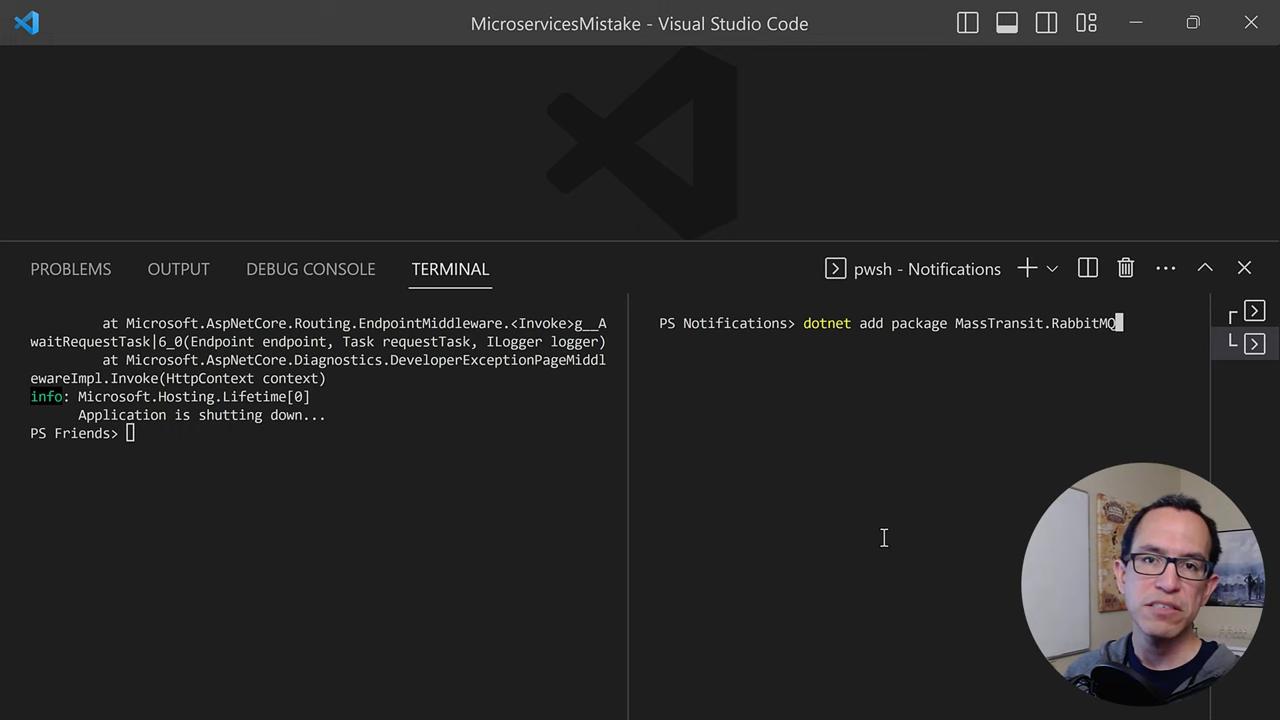 MicroservicesMistake - Visual Studio Code
PROBLEMS OUTPUT DEBUG CONSOLE TERMINAL pwsh - Notifications
at Microsoft.AspNetCore.Routing.EndpointMiddleware.<Invoke>g__A
waitRequestTask|6_0(Endpoint endpoint, Task requestTask, ILogger logger)
at Microsoft.AspNetCore.Diagnostics.DeveloperExceptionPageMiddl
ewareImpl.Invoke(HttpContext context)
info: Microsoft.Hosting.Lifetime[0]
Application is shutting down...
PS Friends>
PS Notifications> dotnet add package MassTransit.RabbitMQ